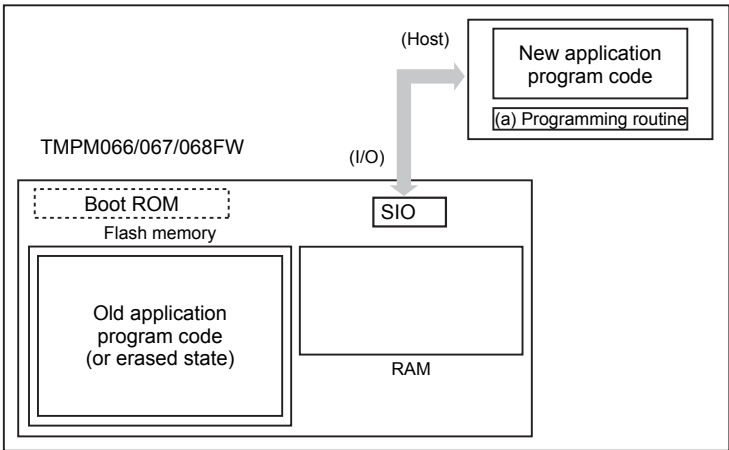 (Host)
New application
program code
(a) Programming routine
TMPM066/067/068FW
(I/O)
Boot ROM
SIO
Flash memory
Old application
program code
(or erased state)
RAM